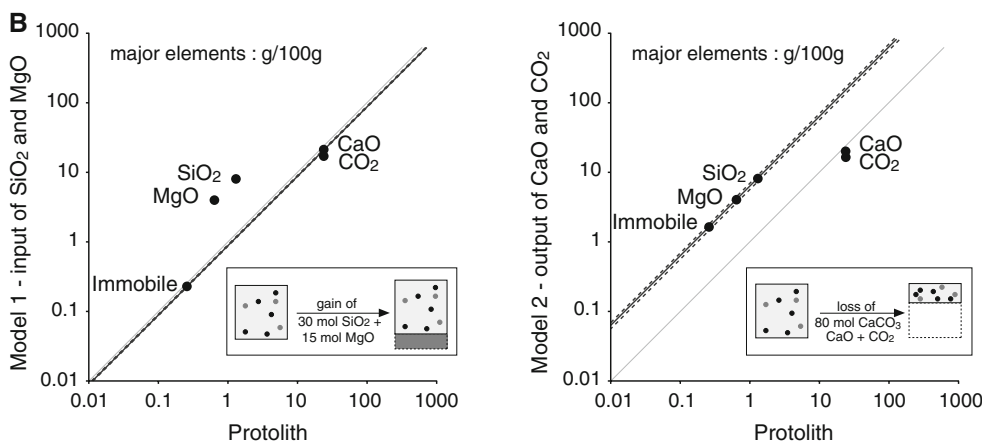 B
Model 1 - input of SiO₂ and MgO
1000
100
10
1
0.1
0.01
major elements : g/100g
CaO
CO₂
SiO₂
MgO
Immobile
gain of
30 mol SiO₂ +
15 mol MgO
0.01 0.1 1 10 100 1000
Protolith
Model 2 - output of CaO and CO₂
1000
100
10
1
0.1
0.01
major elements : g/100g
CaO
CO₂
SiO₂
MgO
Immobile
loss of
80 mol CaCO₃
CaO + CO₂
0.01 0.1 1 10 100 1000
Protolith